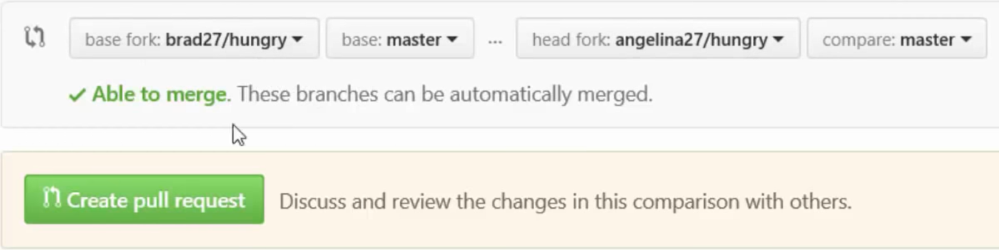 base fork: brad27/hungry base: master ... head fork: angelina27/hungry compare: master
Able to merge. These branches can be automatically merged.
Create pull request Discuss and review the changes in this comparison with others.